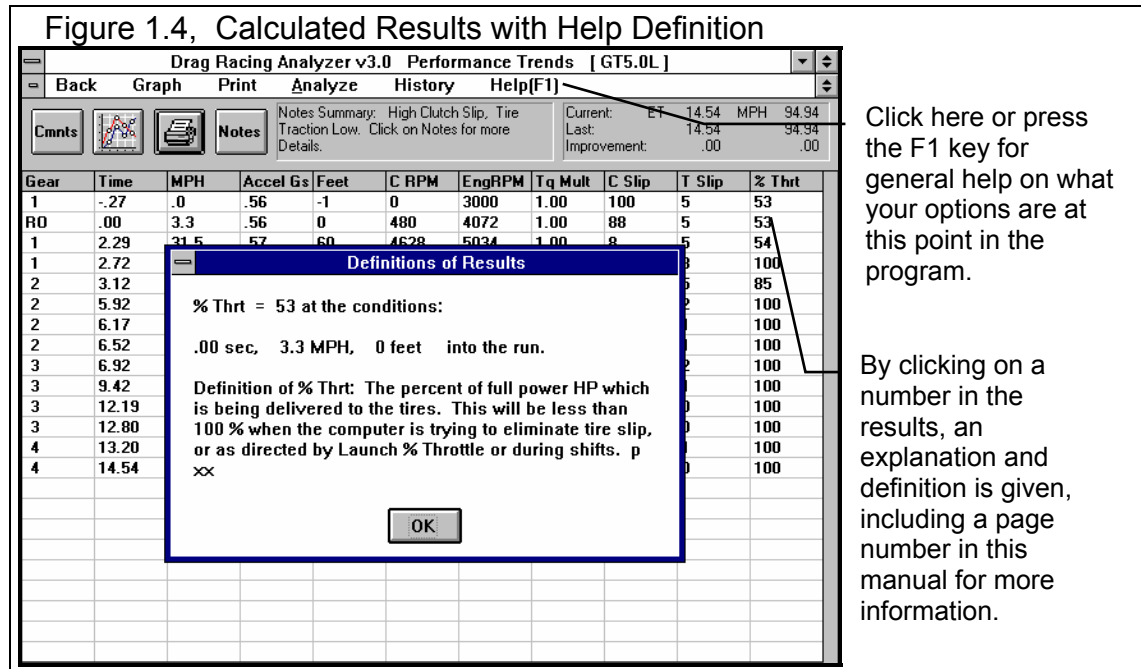 Figure 1.4, Calculated Results with Help Definition
Drag Racing Analyzer v3.0 Performance Trends [ GT5.0L ]
Back Graph Print Analyze History Help(F1)
Cmnts Notes
Notes Summary: High Clutch Slip, Tire
Traction Low. Click on Notes for more
Details.
Current: ET 14.54 MPH 94.94
Last: 14.54 94.94
Improvement: .00 .00
Gear Time MPH Accel Gs Feet C RPM EngRPM Tq Mult C Slip T Slip % Thrt
1 -.27 .0 .56 -1 0 3000 1.00 100 5 53
RO .00 3.3 .56 0 480 4072 1.00 88 5 53
1 2.29 31.5 .57 60 4628 5034 1.00 8 5 54
1 2.72 100
2 3.12 85
2 5.92 100
2 6.17 100
2 6.52 100
3 6.92 100
3 9.42 100
3 12.19 100
3 12.80 100
4 13.20 100
4 14.54 100
Definitions of Results
% Thrt = 53 at the conditions:
.00 sec, 3.3 MPH, 0 feet into the run.
Definition of % Thrt: The percent of full power HP which
is being delivered to the tires. This will be less than
100 % when the computer is trying to eliminate tire slip,
or as directed by Launch % Throttle or during shifts. p
xx
OK
Click here or press
the F1 key for
general help on what
your options are at
this point in the
program.
By clicking on a
number in the
results, an
explanation and
definition is given,
including a page
number in this
manual for more
information.